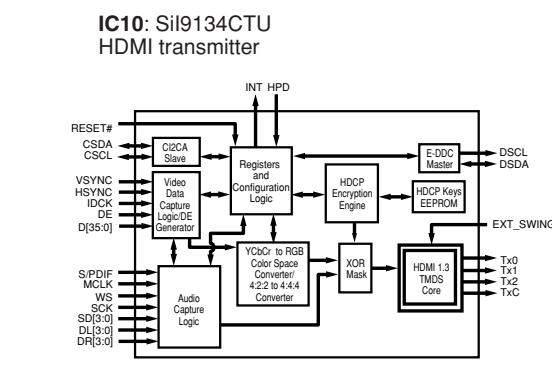 IC10: SiI9134CTU
HDMI transmitter
INT HPD
RESET#
CSDA
CSCL
CI2CA
Slave
Registers
and
Configuration
Logic
E-DDC
Master
DSCL
DSDA
VSYNC
HSYNC
IDCK
DE
D[35:0]
Video
Data
Capture
Logic/DE
Generator
HDCP
Encryption
Engine
HDCP Keys
EEPROM
EXT_SWING
YCbCr to RGB
Color Space
Converter/
4:2:2 to 4:4:4
Converter
XOR
Mask
HDMI 1.3
TMDS
Core
Tx0
Tx1
Tx2
TxC
S/PDIF
MCLK
WS
SCK
SD[3:0]
DL[3:0]
DR[3:0]
Audio
Capture
Logic